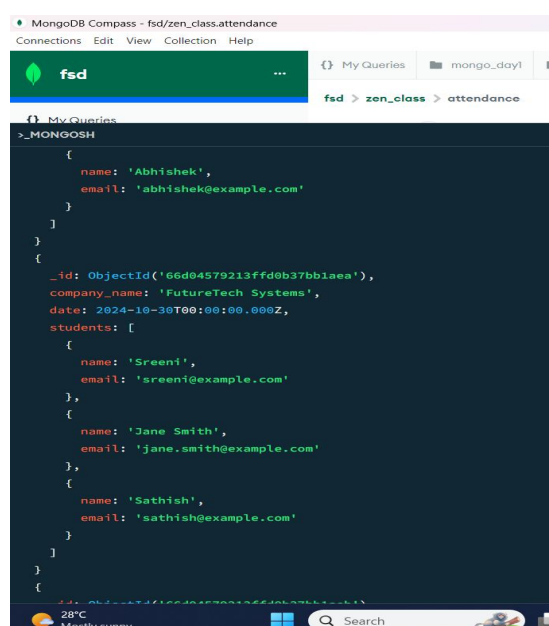 MongoDB Compass - fsd/zen_class.attendance
Connections Edit View Collection Help
fsd ...
{} My Queries mongo_day1
fsd > zen_class > attendance
{} My Queries
>_MONGOSH
{
name: 'Abhishek',
email: 'abhishek@example.com'
}
]
}
{
_id: ObjectId('66d04579213ffd0b37bb1aea'),
company_name: 'FutureTech Systems',
date: 2024-10-30T00:00:00.000Z,
students: [
{
name: 'Sreeni',
email: 'sreeni@example.com'
},
{
name: 'Jane Smith',
email: 'jane.smith@example.com'
},
{
name: 'Sathish',
email: 'sathish@example.com'
}
]
}
{
28°C
Mostly sunny
Search